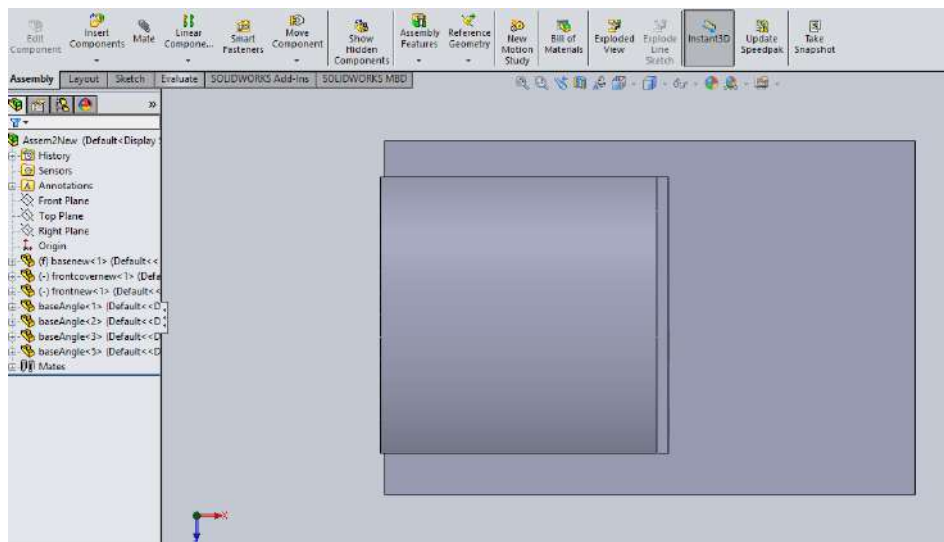 Edit Component
Insert Components
Mate
Linear Compone...
Smart Fasteners
Move Component
Show Hidden Components
Assembly Features
Reference Geometry
New Motion Study
Bill of Materials
Exploded View
Explode Line Sketch
Instant3D
Update Speedpak
Take Snapshot
Assembly Layout Sketch Evaluate SOLIDWORKS Add-Ins SOLIDWORKS MBD
Assem2New (Default<Display
History
Sensors
A Annotations
Front Plane
Top Plane
Right Plane
Origin
(f) basenew<1> (Default<<
(-) frontcovernew<1> (Defa
(-) frontnew<1> (Default<<
baseAngle<1> (Default<<D
baseAngle<2> (Default<<D
baseAngle<3> (Default<<D
baseAngle<5> (Default<<D
Mates
X